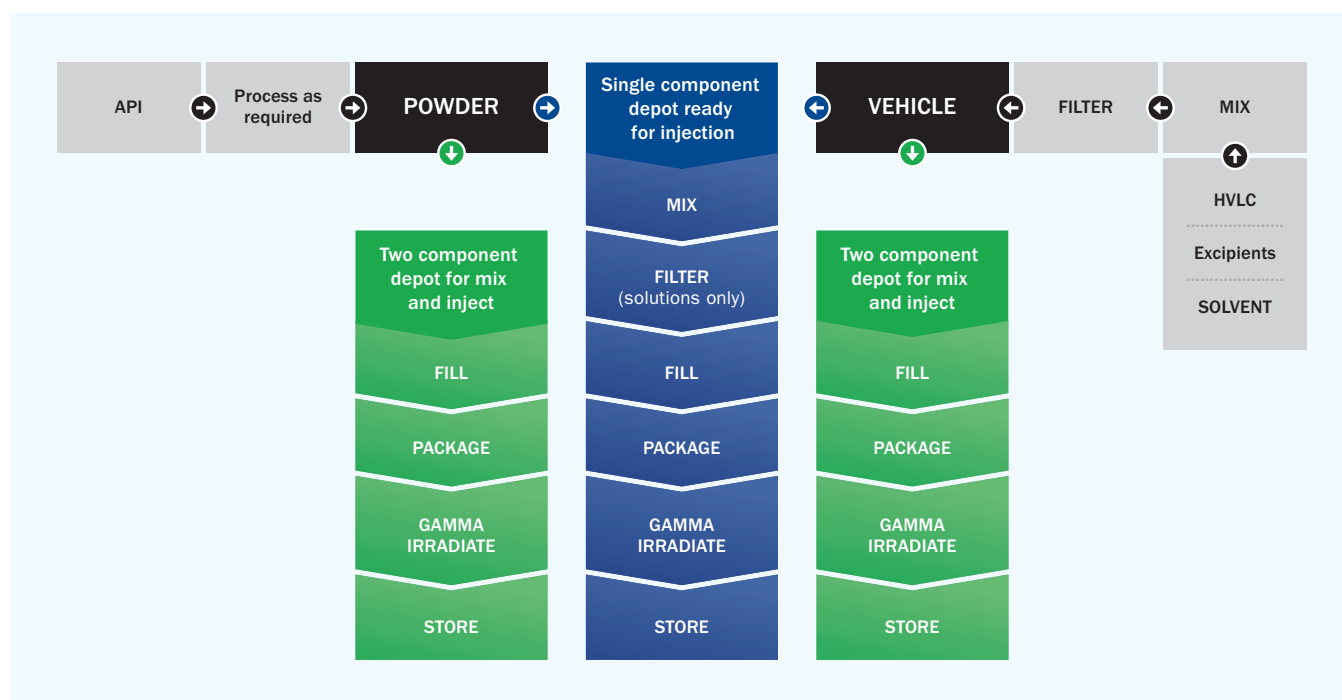 API
Process as
required
POWDER
Single component
depot ready
for injection
VEHICLE
FILTER
MIX
HVLC
Excipients
SOLVENT
Two component
depot for mix
and inject
FILL
PACKAGE
GAMMA
IRRADIATE
STORE
MIX
FILTER
(solutions only)
FILL
PACKAGE
GAMMA
IRRADIATE
STORE
Two component
depot for mix
and inject
FILL
PACKAGE
GAMMA
IRRADIATE
STORE